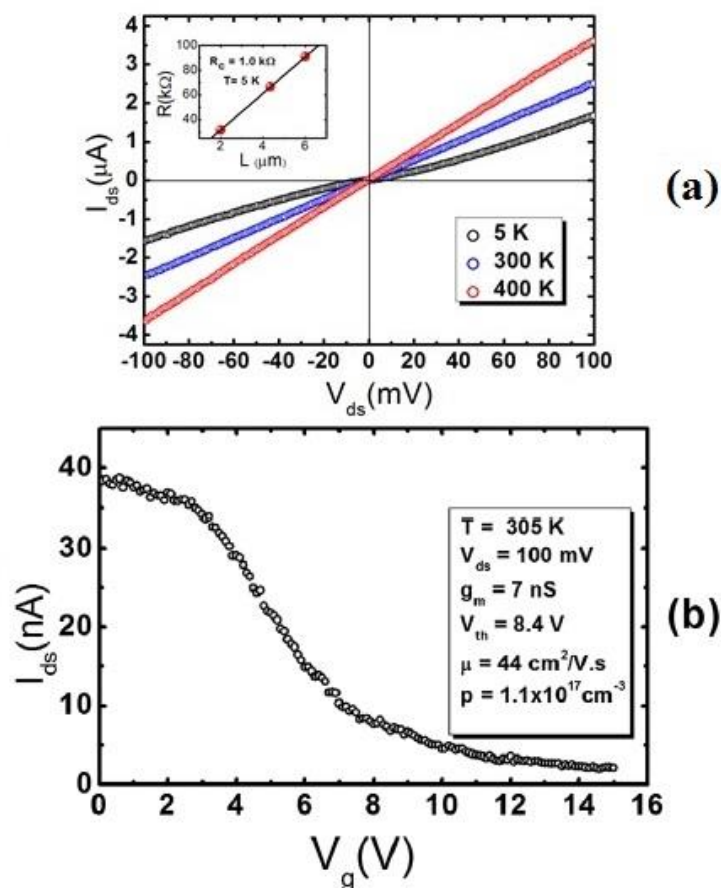 4
3
2
1
0
-1
-2
-3
-4
I_ds(μA)
100
80
60
40
R(kΩ)
R_C = 1.0 kΩ
T= 5 K
2 4 6
L (μm)
5 K
300 K
400 K
-100 -80 -60 -40 -20 0 20 40 60 80 100
V_ds(mV)
(a)
40
30
20
10
0
I_ds(nA)
T = 305 K
V_ds = 100 mV
g_m = 7 nS
V_th = 8.4 V
μ = 44 cm²/V.s
p = 1.1x10¹⁷cm⁻³
0 2 4 6 8 10 12 14 16
V_g(V)
(b)